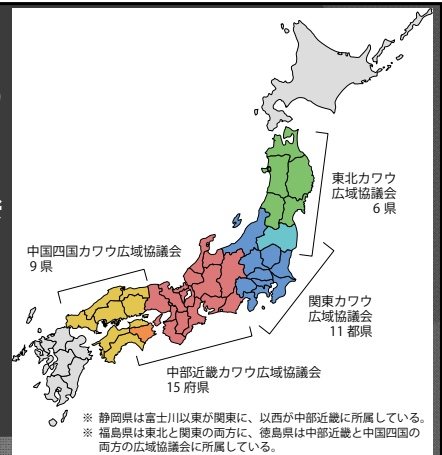 東北カワウ
広域協議会
6 県
中国四国カワウ広域協議会
9 県
関東カワウ
広域協議会
11 都県
中部近畿カワウ広域協議会
15 府県
※ 静岡県は富士川以東が関東に、以西が中部近畿に所属している。
※ 福島県は東北と関東の両方に、徳島県は中部近畿と中国四国の
両方の広域協議会に所属している。